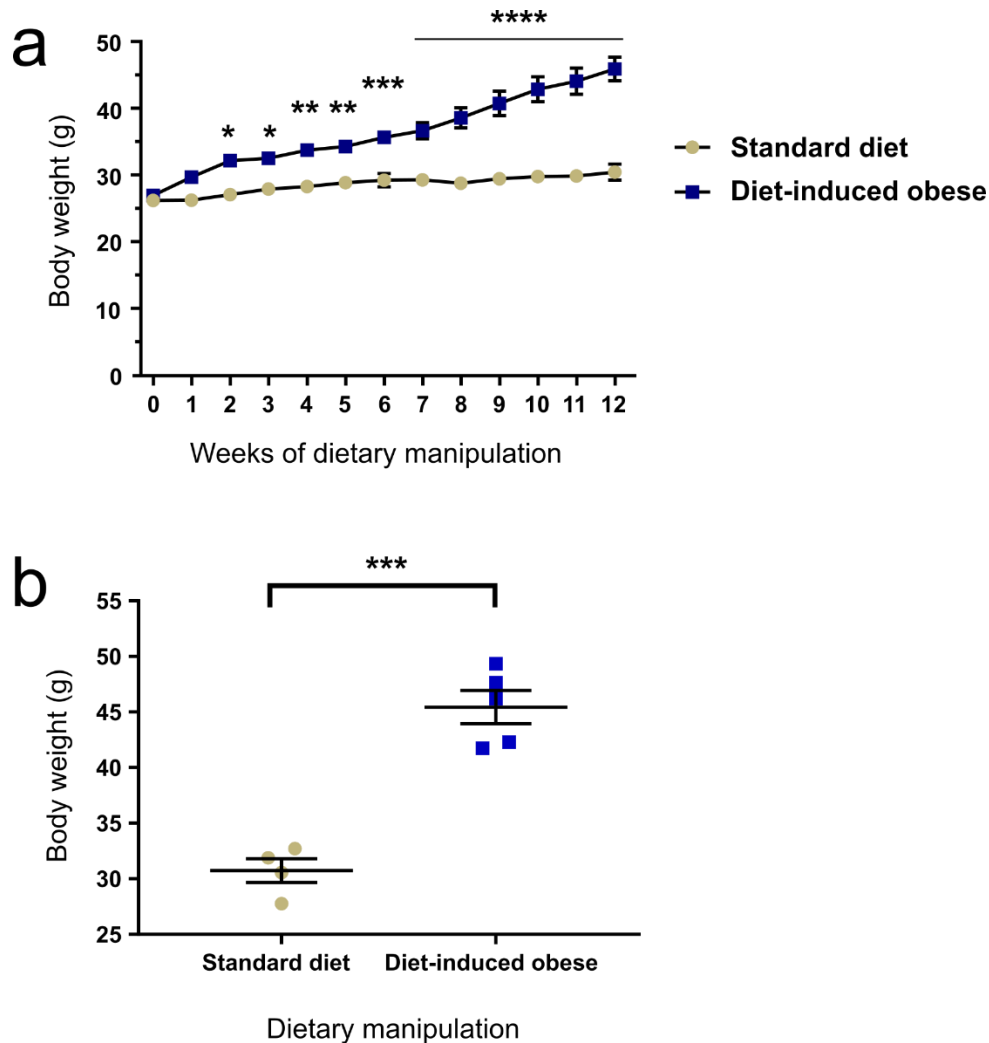 a
****
50
40
30
20
10
0
Body weight (g)
* * ** ** ***
0 1 2 3 4 5 6 7 8 9 10 11 12
Weeks of dietary manipulation
Standard diet
Diet-induced obese
b
***
55
50
45
40
35
30
25
Body weight (g)
Standard diet Diet-induced obese
Dietary manipulation